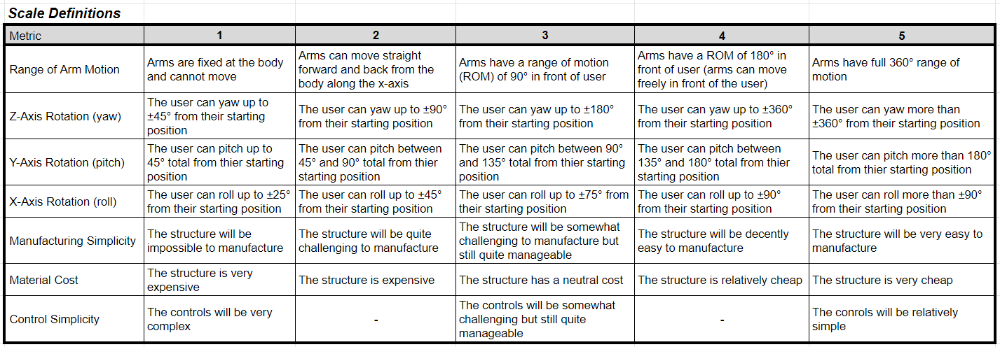 Scale Definitions
Metric 1 2 3 4 5
Range of Arm Motion
Arms are fixed at the body
and cannot move
Arms can move straight
forward and back from the
body along the x-axis
Arms have a range of motion
(ROM) of 90° in front of user
Arms have a ROM of 180° in
front of user (arms can move
freely in front of the user)
Arms have full 360° range of
motion
Z-Axis Rotation (yaw)
The user can yaw up to
±45° from their starting
position
The user can yaw up to ±90°
from their starting position
The user can yaw up to ±180°
from their starting position
The user can yaw up to ±360°
from their starting position
The user can yaw more than
±360° from their starting position
Y-Axis Rotation (pitch)
The user can pitch up to
45° total from thier starting
position
The user can pitch between
45° and 90° total from thier
starting position
The user can pitch between 90°
and 135° total from thier starting
position
The user can pitch between
135° and 180° total from thier
starting position
The user can pitch more than 180°
total from thier starting position
X-Axis Rotation (roll)
The user can roll up to ±25°
from their starting position
The user can roll up to ±45°
from their starting position
The user can roll up to ±75° from
their starting position
The user can roll up to ±90°
from their starting position
The user can roll more than ±90°
from their starting position
Manufacturing Simplicity
The structure will be
impossible to manufacture
The structure will be quite
challenging to manufacture
The structure will be somewhat
challenging to manufacture but
still quite manageable
The structure will be decently
easy to manufacture
The structure will be very easy to
manufacture
Material Cost
The structure is very
expensive
The structure is expensive
The structure has a neutral cost
The structure is relatively cheap
The structure is very cheap
Control Simplicity
The controls will be very
complex
-
The controls will be somewhat
challenging but still quite
manageable
-
The conrols will be relatively
simple